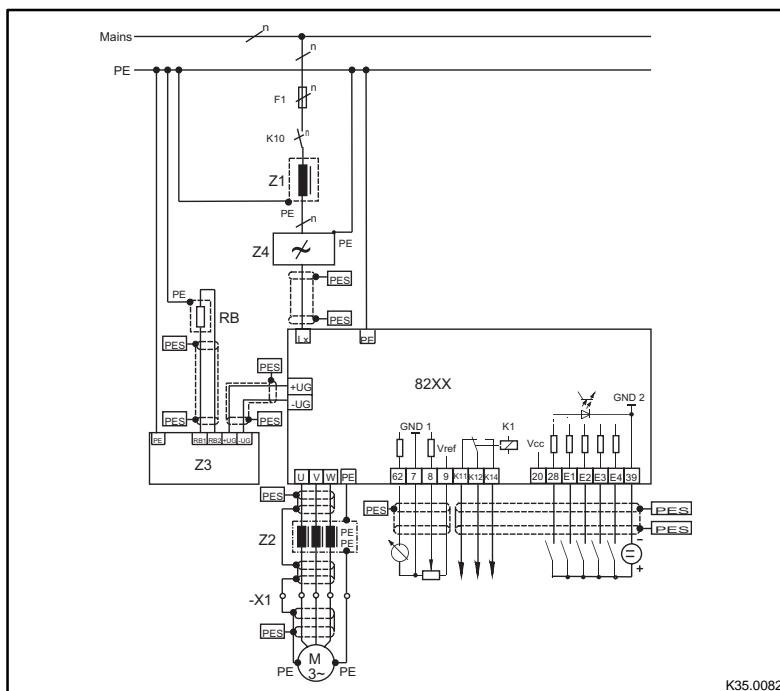 Mains n
n
PE
F1 n
K10 n
Z1
PE
n
Z4 PE
PES
PE
RB
PES
PES
Lx PE
PES
82XX
GND 2
+UG
-UG
GND 1
K1
PES PES
Vref
Vcc
PE RB1 RB2 +UG -UG
Z3
62 7 8 9 K11 K12 K14
20 28 E1 E2 E3 E4 39
U V W PE
PES
PES
PES
PES
Z2
PE
PE
-
+
-X1
PES
M
3~
PE PE
K35.0082